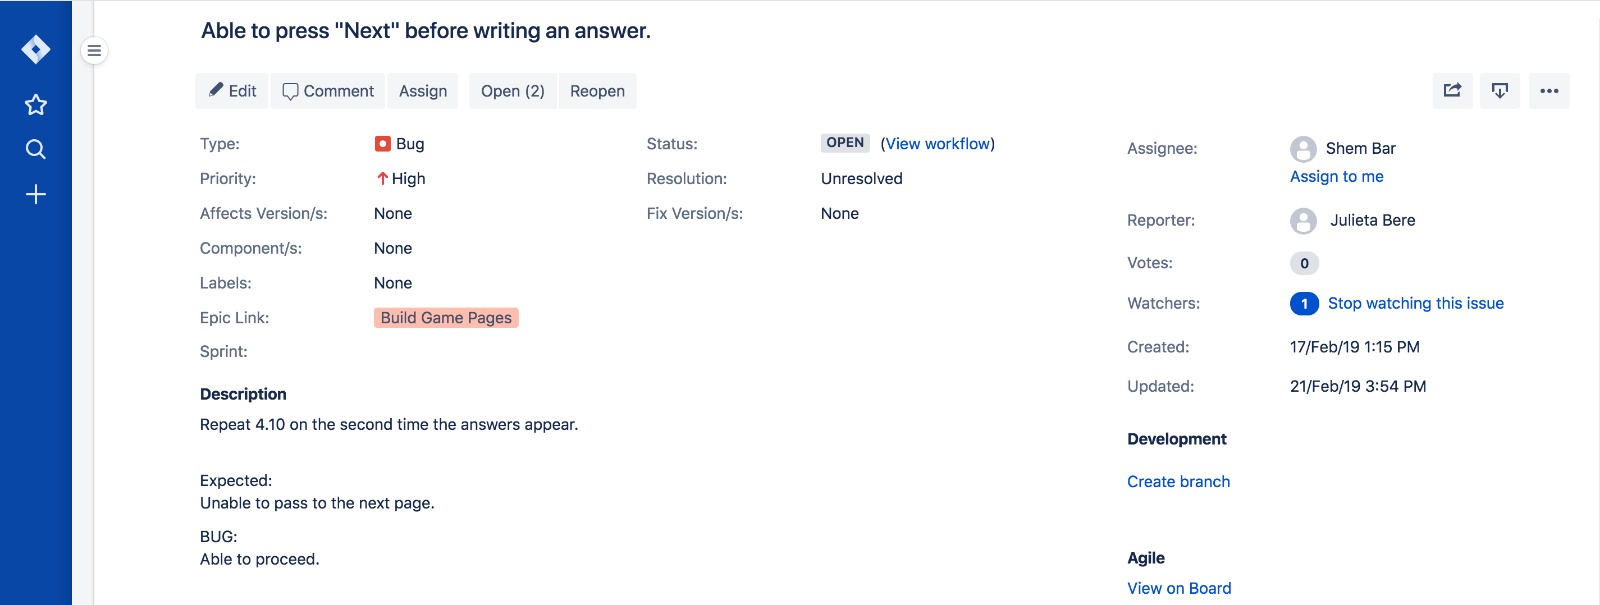 Able to press "Next" before writing an answer.
Edit Comment Assign Open (2) Reopen
Type: Bug
Priority: High
Affects Version/s: None
Component/s: None
Labels: None
Epic Link: Build Game Pages
Sprint:
Status: OPEN (View workflow)
Resolution: Unresolved
Fix Version/s: None
Description
Repeat 4.10 on the second time the answers appear.
Expected:
Unable to pass to the next page.
BUG:
Able to proceed.
Assignee: Shem Bar
Assign to me
Reporter: Julieta Bere
Votes: 0
Watchers: 1 Stop watching this issue
Created: 17/Feb/19 1:15 PM
Updated: 21/Feb/19 3:54 PM
Development
Create branch
Agile
View on Board